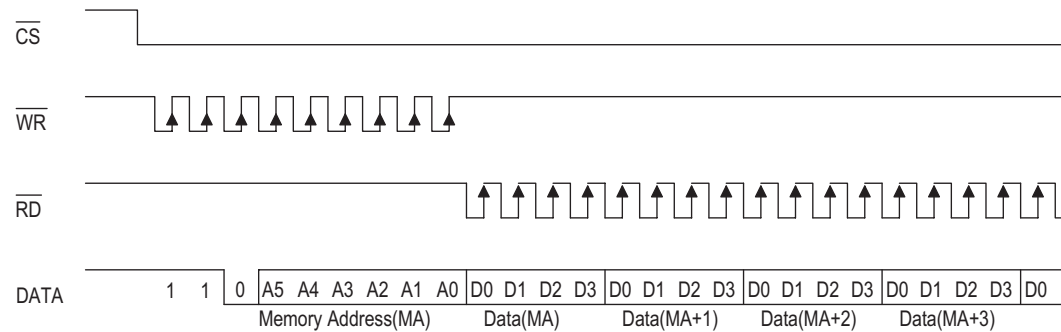 CS
WR
RD
DATA 1 1 0 A5 A4 A3 A2 A1 A0 D0 D1 D2 D3 D0 D1 D2 D3 D0 D1 D2 D3 D0 D1 D2 D3 D0
Memory Address(MA) Data(MA) Data(MA+1) Data(MA+2) Data(MA+3)